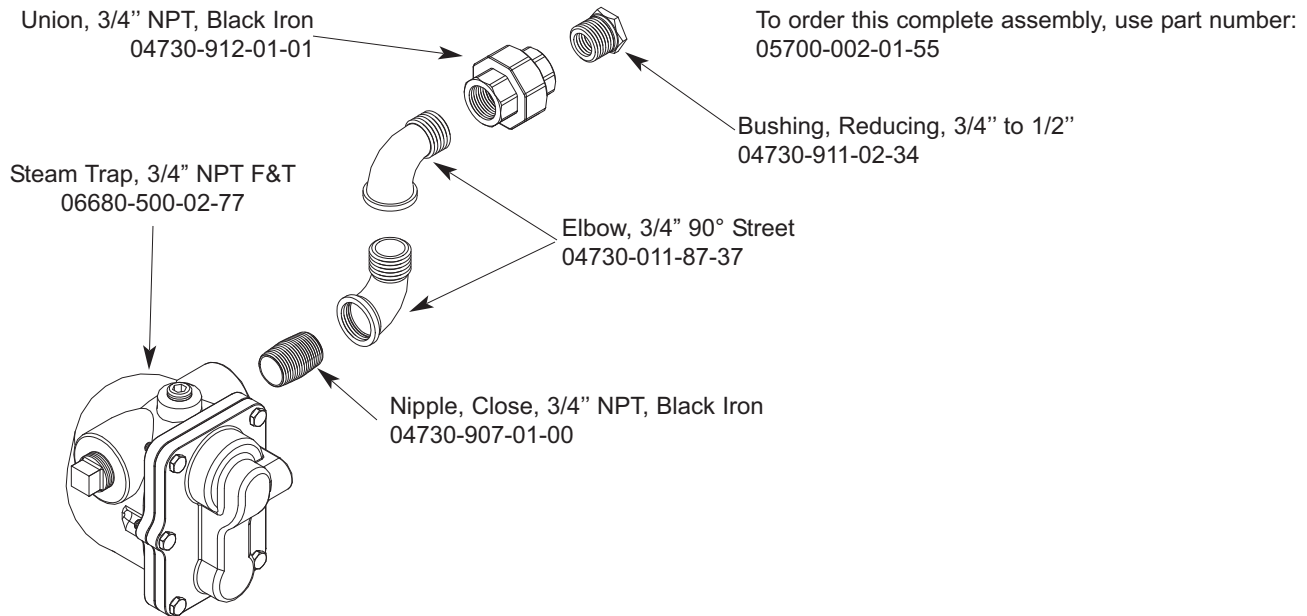 Union, 3/4’’ NPT, Black Iron
04730-912-01-01
To order this complete assembly, use part number:
05700-002-01-55
Bushing, Reducing, 3/4’’ to 1/2’’
04730-911-02-34
Steam Trap, 3/4” NPT F&T
06680-500-02-77
Elbow, 3/4” 90° Street
04730-011-87-37
Nipple, Close, 3/4’’ NPT, Black Iron
04730-907-01-00